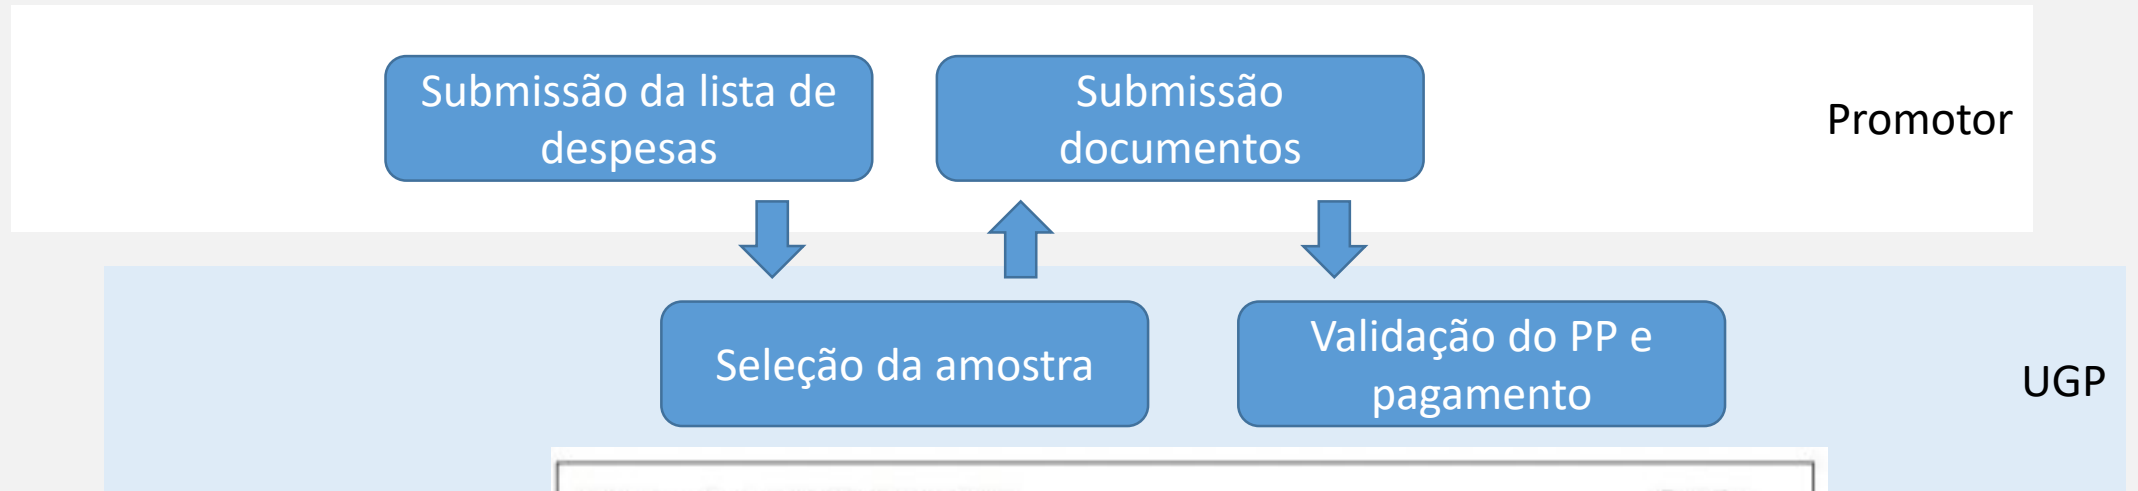 Submissão da lista de
despesas
Submissão
documentos
Promotor
Seleção da amostra
Validação do PP e
pagamento
UGP